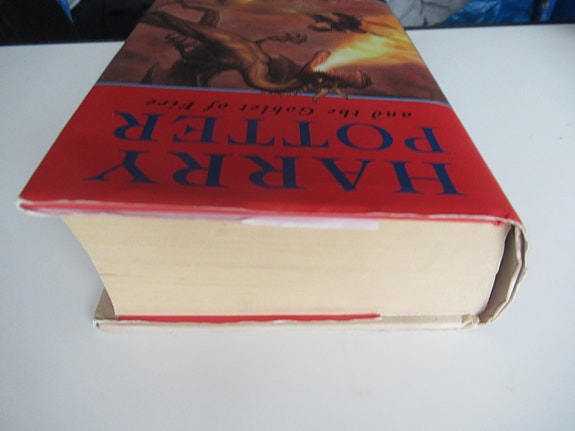 HARRY
POTTER
and the Goblet of Fire